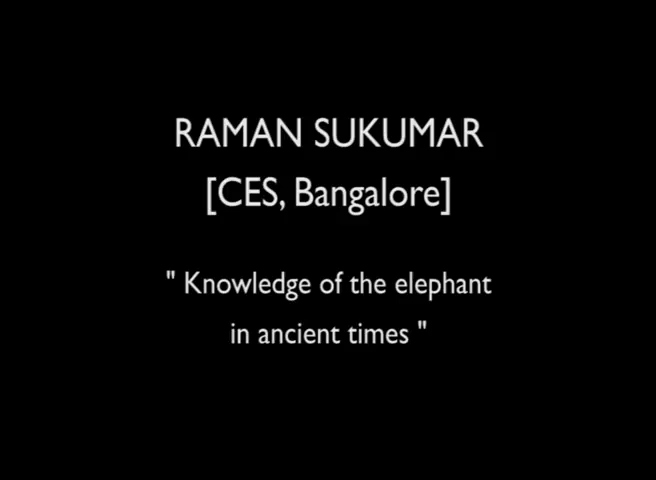 RAMAN SUKUMAR
[CES, Bangalore]
" Knowledge of the elephant
in ancient times "